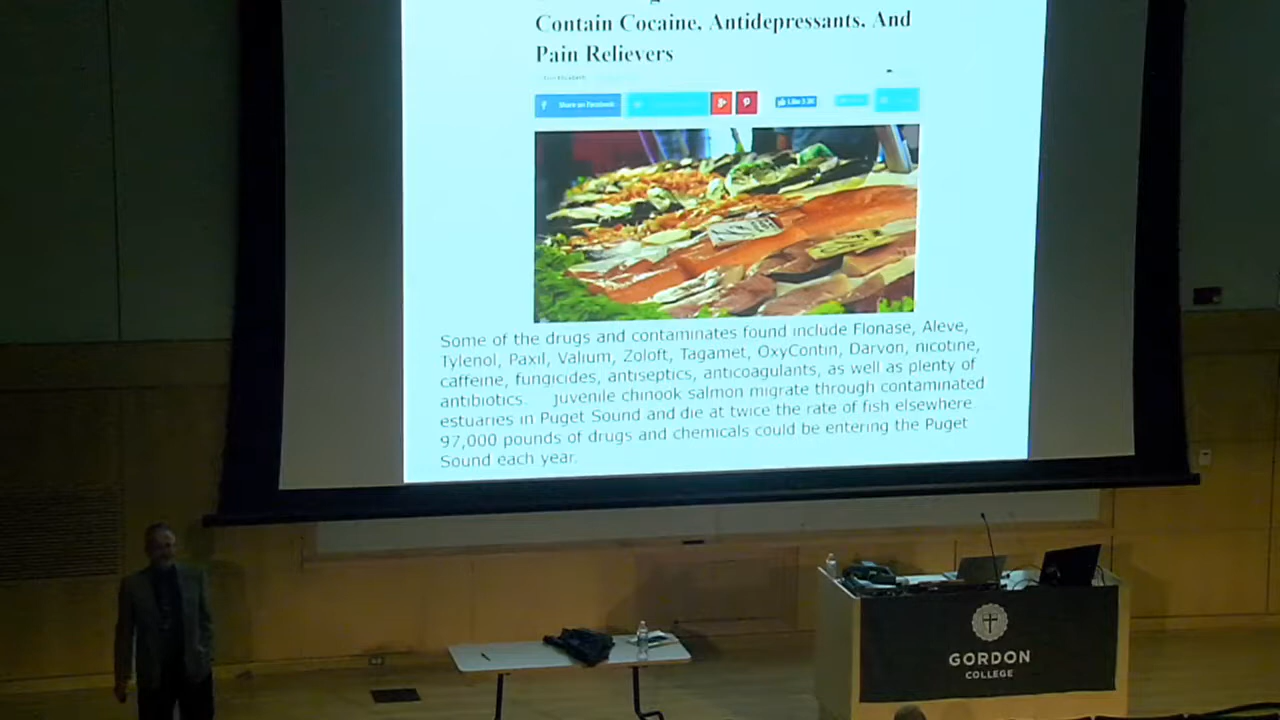 Contain Cocaine, Antidepressants, And
Pain Relievers
Share on Facebook
Some of the drugs and contaminates found include Flonase, Aleve,
Tylenol, Paxil, Valium, Zoloft, Tagamet, OxyContin, Darvon, nicotine,
caffeine, fungicides, antiseptics, anticoagulants, as well as plenty of
antibiotics. Juvenile chinook salmon migrate through contaminated
estuaries in Puget Sound and die at twice the rate of fish elsewhere
97,000 pounds of drugs and chemicals could be entering the Puget
Sound each year.
GORDON
COLLEGE